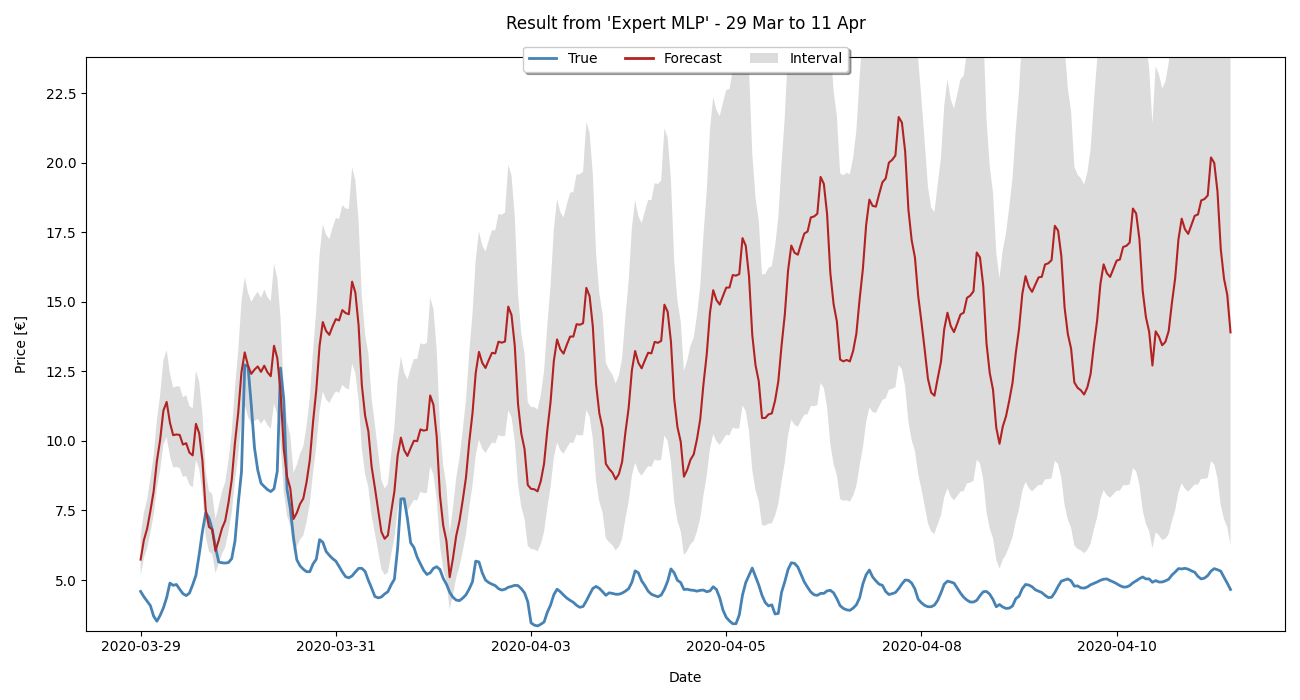 Result from 'Expert MLP' - 29 Mar to 11 Apr
True Forecast Interval
22.5
20.0
17.5
15.0
12.5
10.0
7.5
5.0
Price [€]
2020-03-29 2020-03-31 2020-04-03 2020-04-05 2020-04-08 2020-04-10
Date